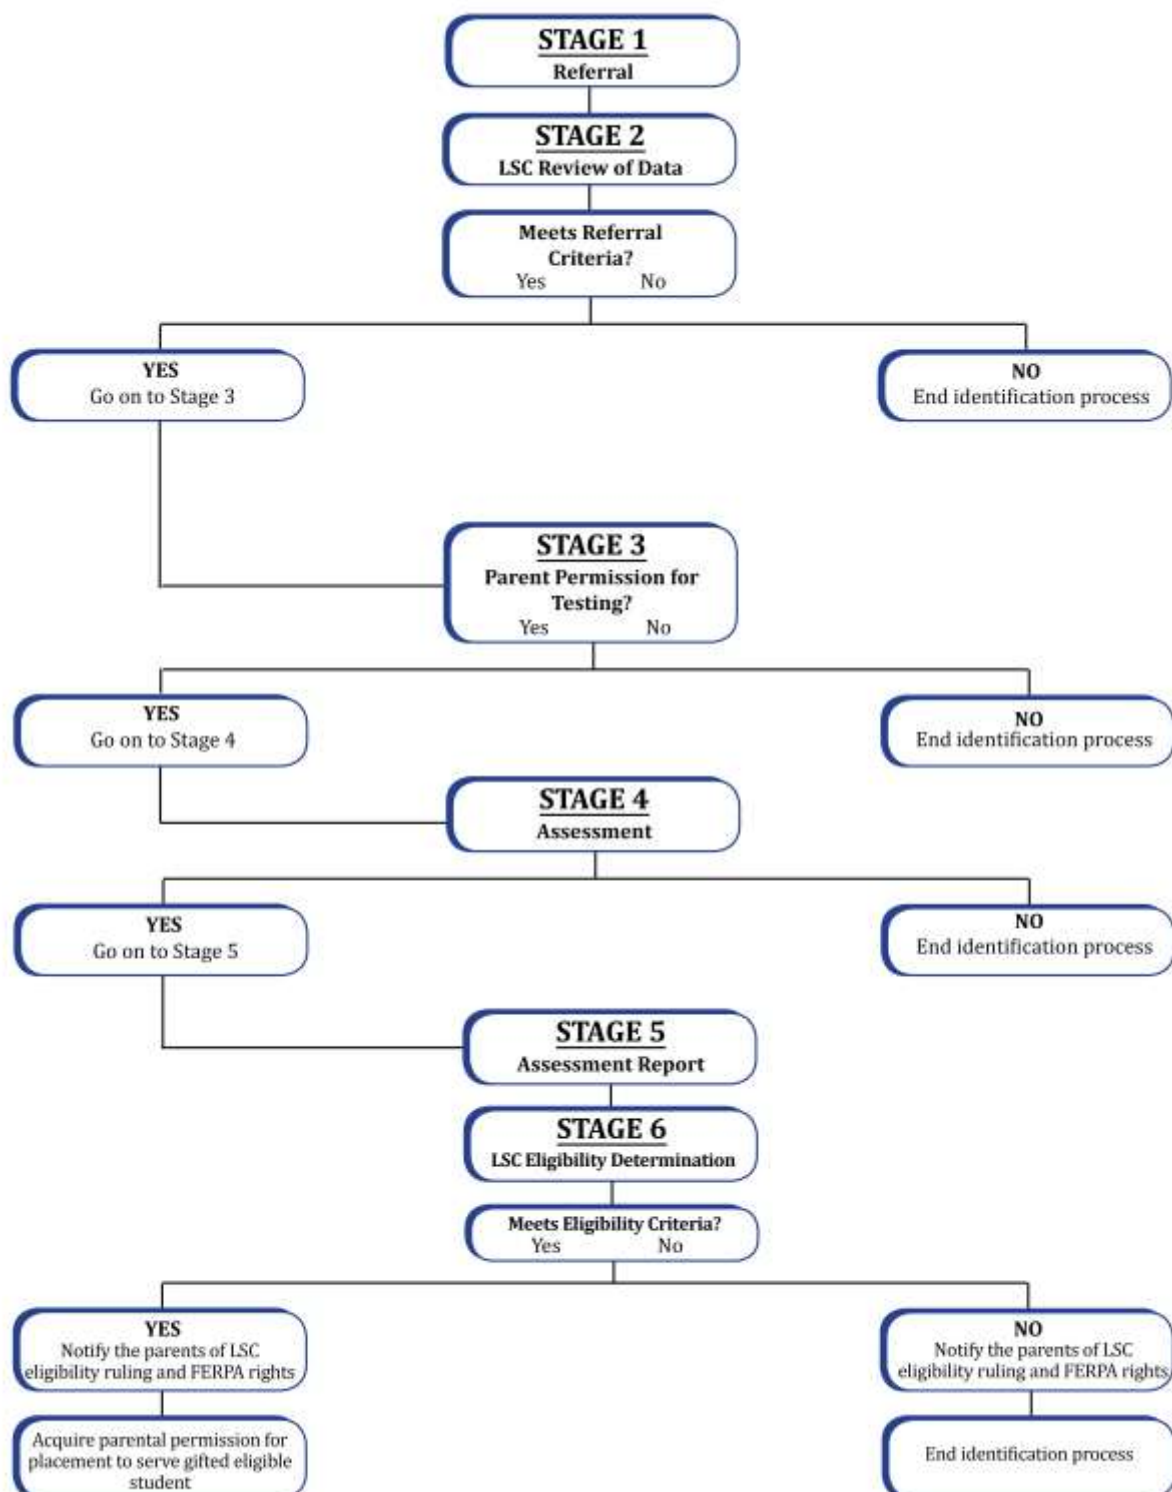 STAGE 1
Referral
STAGE 2
LSC Review of Data
Meets Referral
Criteria?
Yes No
YES
Go on to Stage 3
NO
End identification process
STAGE 3
Parent Permission for
Testing?
Yes No
YES
Go on to Stage 4
NO
End identification process
STAGE 4
Assessment
YES
Go on to Stage 5
NO
End identification process
STAGE 5
Assessment Report
STAGE 6
LSC Eligibility Determination
Meets Eligibility Criteria?
Yes No
YES
Notify the parents of LSC
eligibility ruling and FERPA rights
NO
Notify the parents of LSC
eligibility ruling and FERPA rights
Acquire parental permission for
placement to serve gifted eligible
student
End identification process